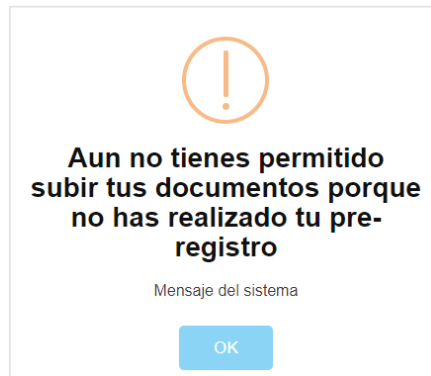 Aun no tienes permitido
subir tus documentos porque
no has realizado tu pre-
registro
Mensaje del sistema
OK